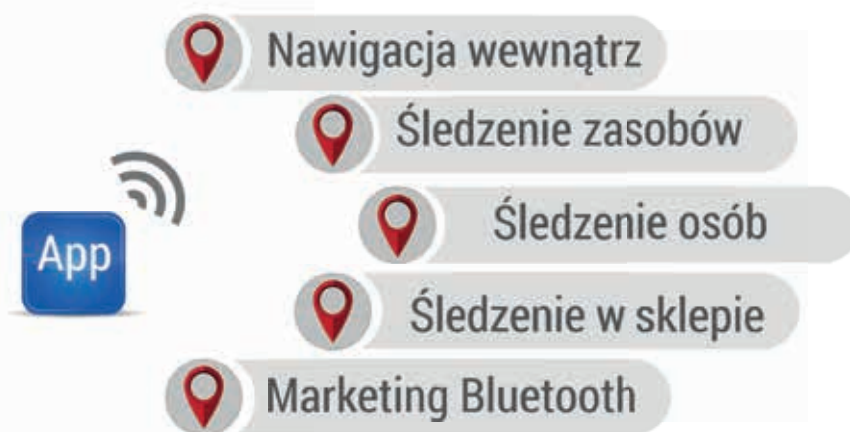 Nawigacja wewnątrz
Śledzenie zasobów
App
Śledzenie osób
Śledzenie w sklepie
Marketing Bluetooth